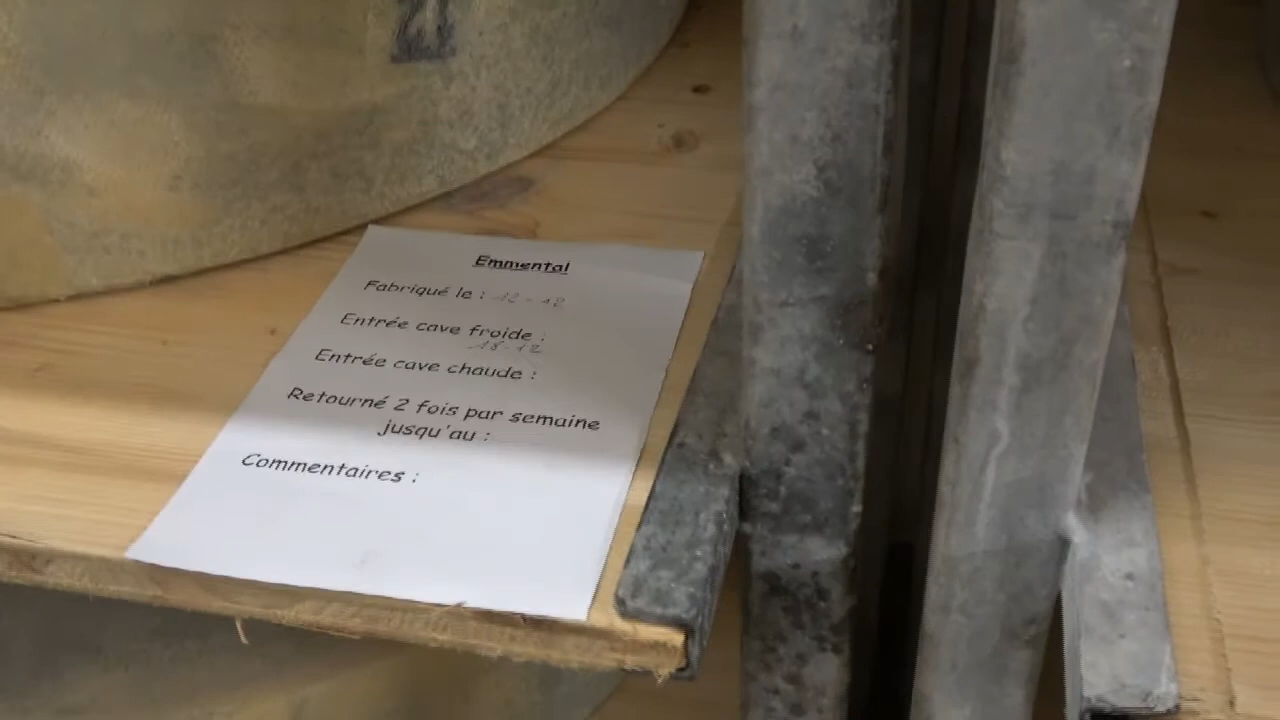 Emmental
Fabriqué le : 12 - 12
Entrée cave froide :
18-12
Entrée cave chaude :
Retourné 2 fois par semaine
jusqu'au :
Commentaires :